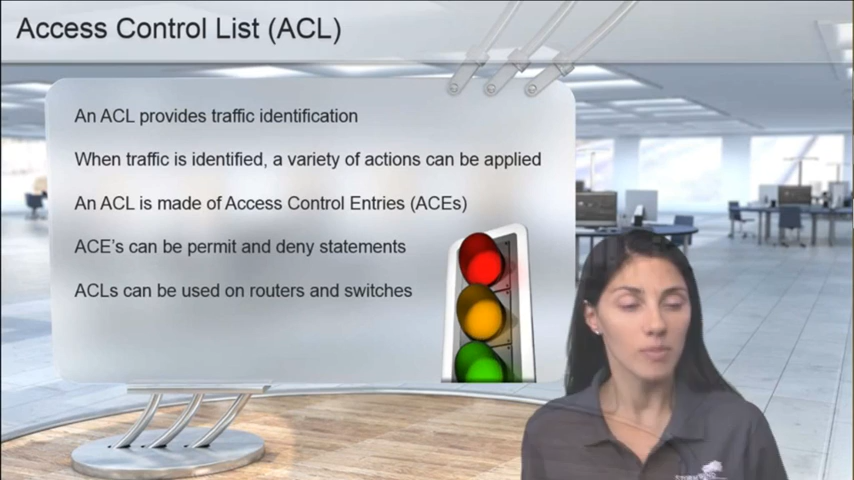 Access Control List (ACL)
An ACL provides traffic identification
When traffic is identified, a variety of actions can be applied
An ACL is made of Access Control Entries (ACEs)
ACE's can be permit and deny statements
ACLs can be used on routers and switches